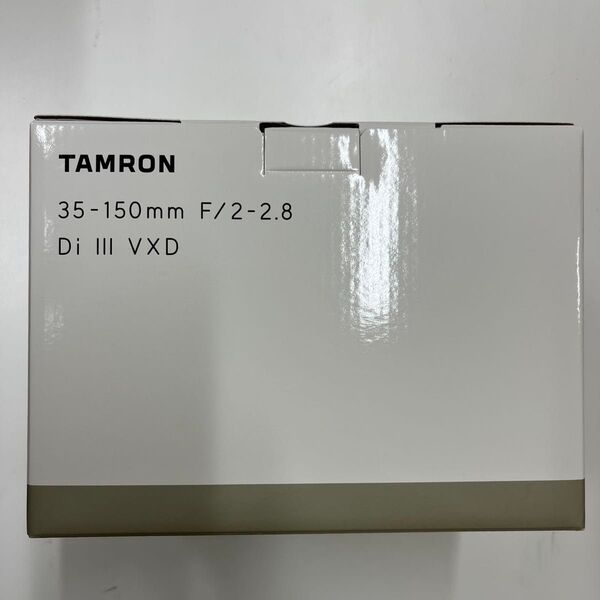 TAMRON
35-150mm F/2-2.8
Di III VXD